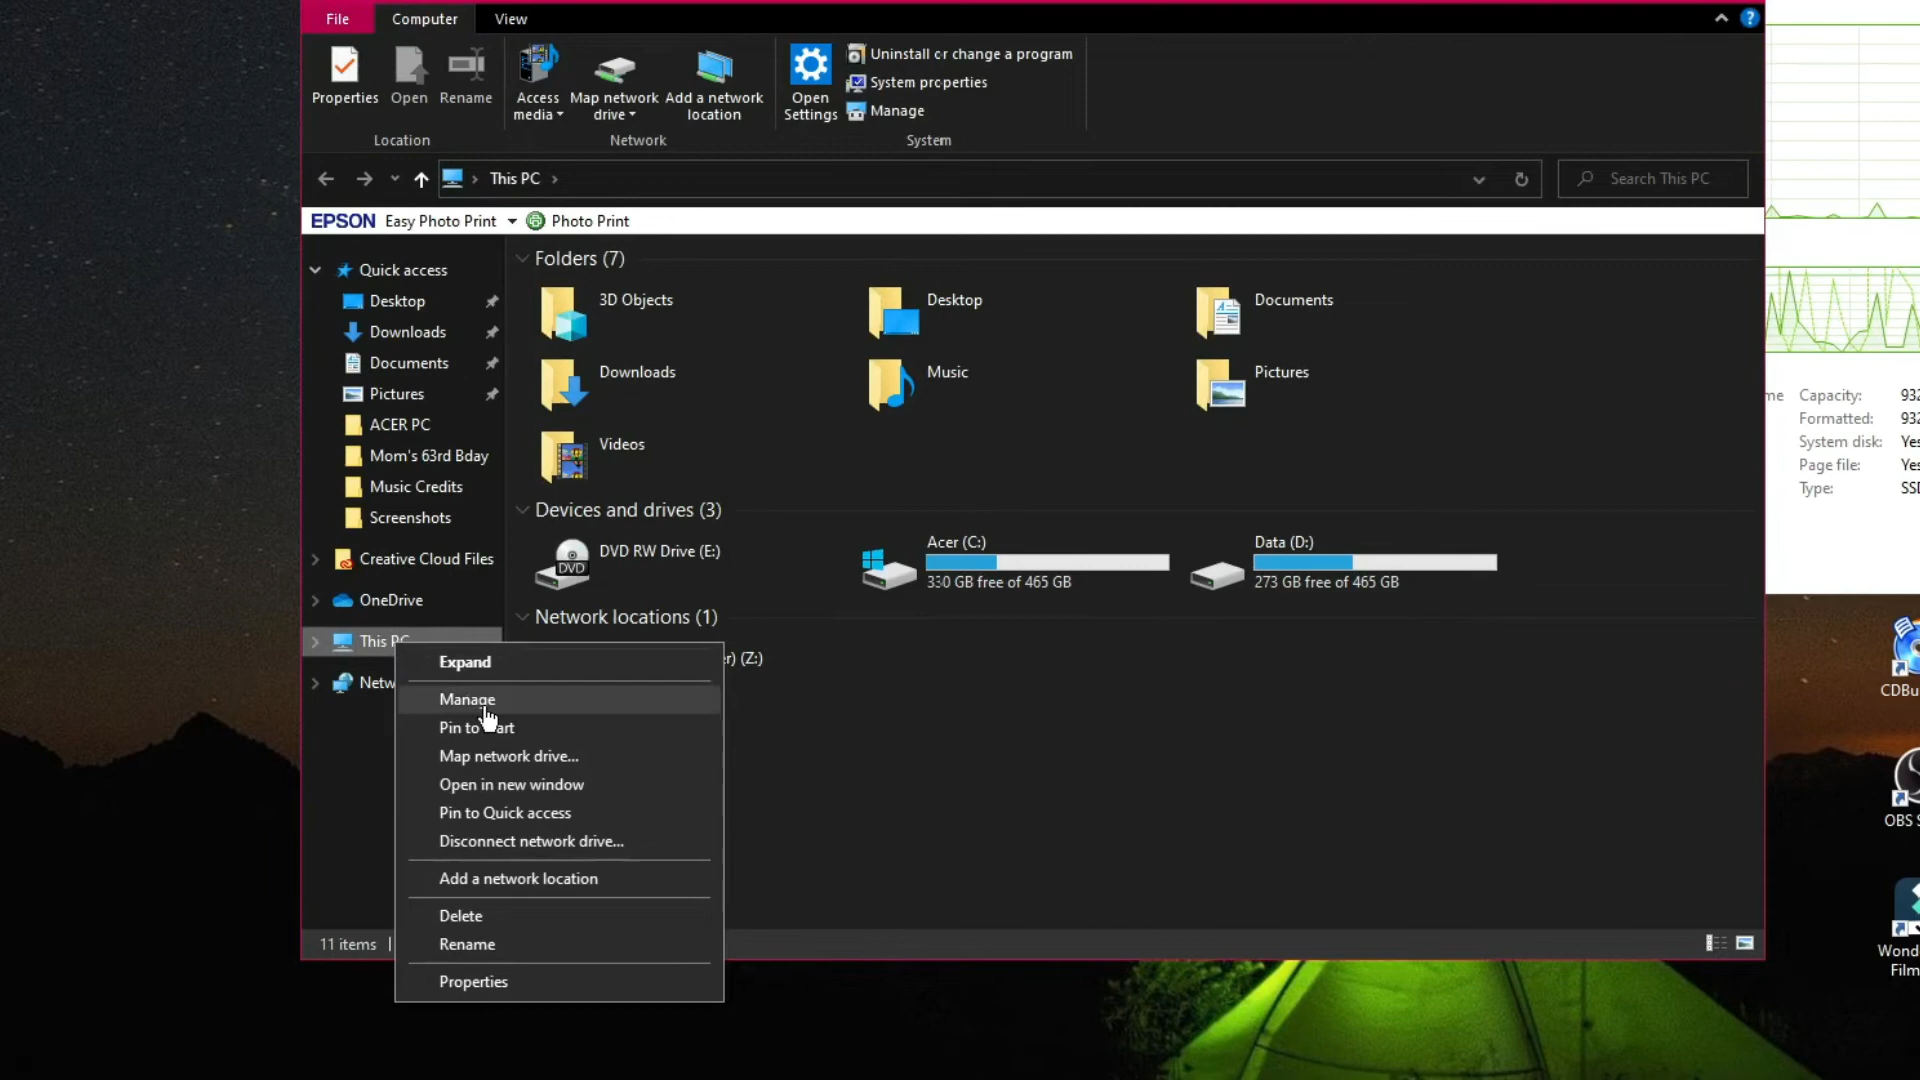 File
Computer
View
Properties
Open
Rename
Access
media
Map network
drive
Add a network
location
Open
Settings
Uninstall or change a program
System properties
Manage
Location
Network
System
This PC
Search This PC
EPSON Easy Photo Print
Photo Print
Quick access
Desktop
Downloads
Documents
Pictures
ACER PC
Mom's 63rd Bday
Music Credits
Screenshots
Creative Cloud Files
OneDrive
This PC
Netw
Folders (7)
3D Objects
Desktop
Documents
Downloads
Music
Pictures
Videos
Devices and drives (3)
DVD RW Drive (E:)
DVD
Acer (C:)
330 GB free of 465 GB
Data (D:)
273 GB free of 465 GB
Network locations (1)
er) (Z:)
Expand
Manage
Pin to art
Map network drive...
Open in new window
Pin to Quick access
Disconnect network drive...
Add a network location
Delete
Rename
Properties
11 items
me
Capacity: 932
Formatted: 932
System disk: Yes
Page file: Yes
Type: SSD
CDBu
OBS S
Wond
Film